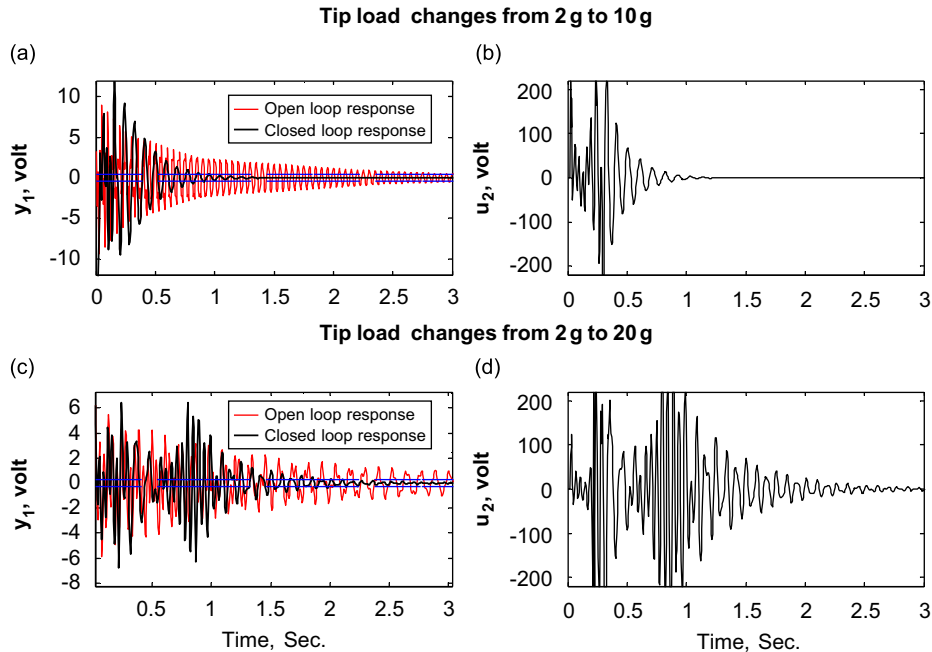 Tip load changes from 2 g to 10 g
(a)
(b)
10
5
0
-5
-10
y1, volt
Open loop response
Closed loop response
0 0.5 1 1.5 2 2.5 3
200
100
0
-100
-200
u2, volt
0 0.5 1 1.5 2 2.5 3
Tip load changes from 2 g to 20 g
(c)
(d)
6
4
2
0
-2
-4
-6
-8
y1, volt
Open loop response
Closed loop response
0.5 1 1.5 2 2.5 3
Time, Sec.
200
100
0
-100
-200
u2, volt
0 0.5 1 1.5 2 2.5 3
Time, Sec.